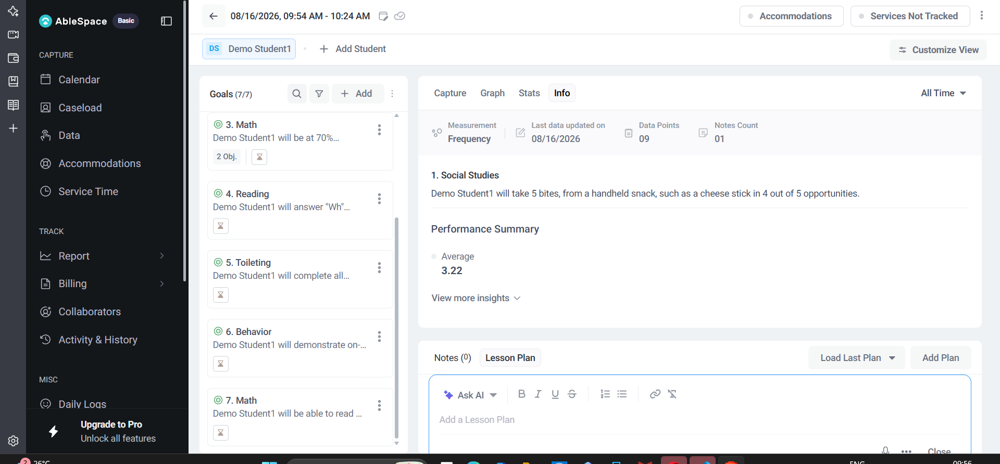 AbleSpace Basic
CAPTURE
Calendar
Caseload
Data
Accommodations
Service Time
TRACK
Report
Billing
Collaborators
Activity & History
MISC
Daily Logs
Upgrade to Pro
Unlock all features
08/16/2026, 09:54 AM - 10:24 AM
Accommodations
Services Not Tracked
DS Demo Student1
Add Student
Customize View
Goals (7/7)
Add
3. Math
Demo Student1 will be at 70%...
2 Obj.
4. Reading
Demo Student1 will answer "Wh"...
5. Toileting
Demo Student1 will complete all...
6. Behavior
Demo Student1 will demonstrate on-...
7. Math
Demo Student1 will be able to read ...
Capture Graph Stats Info
All Time
Measurement
Frequency
Last data updated on
08/16/2026
Data Points
09
Notes Count
01
1. Social Studies
Demo Student1 will take 5 bites, from a handheld snack, such as a cheese stick in 4 out of 5 opportunities.
Performance Summary
Average
3.22
View more insights
Notes (0) Lesson Plan
Load Last Plan
Add Plan
Ask AI
Add a Lesson Plan
Close
2 26°C
ENG
09:56